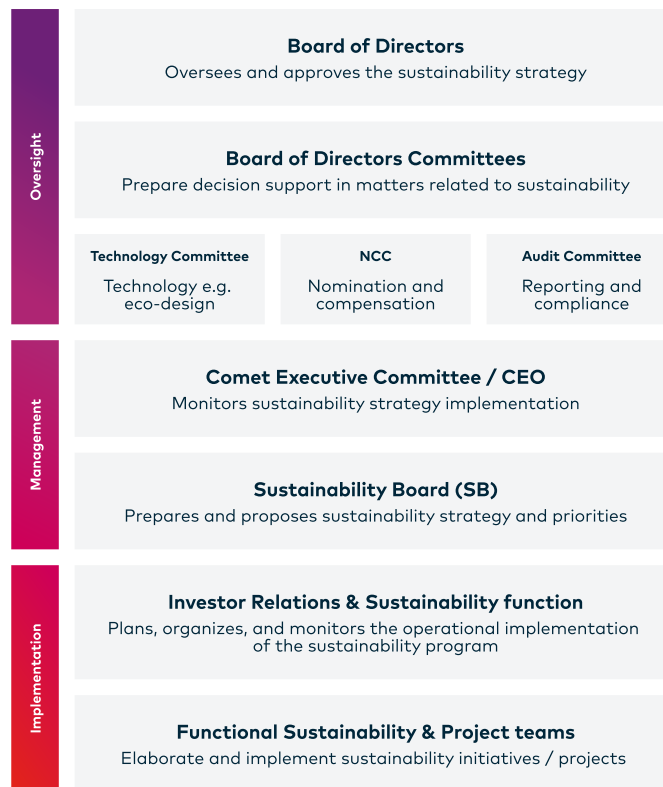 Oversight
Board of Directors
Oversees and approves the sustainability strategy
Board of Directors Committees
Prepare decision support in matters related to sustainability
Technology Committee
Technology e.g.
eco-design
NCC
Nomination and
compensation
Audit Committee
Reporting and
compliance
Management
Comet Executive Committee / CEO
Monitors sustainability strategy implementation
Sustainability Board (SB)
Prepares and proposes sustainability strategy and priorities
Implementation
Investor Relations & Sustainability function
Plans, organizes, and monitors the operational implementation
of the sustainability program
Functional Sustainability & Project teams
Elaborate and implement sustainability initiatives / projects